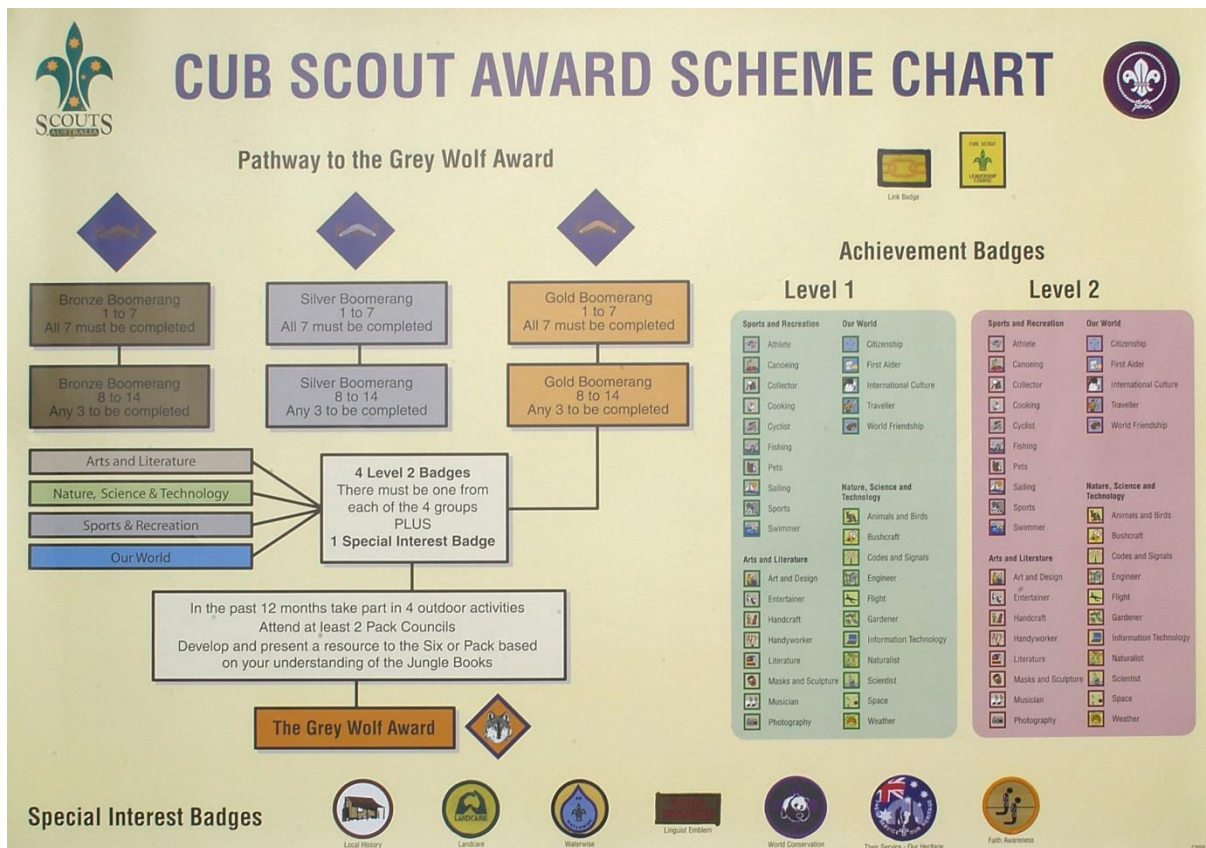 SCOUTS
AUSTRALIA
CUB SCOUT AWARD SCHEME CHART
Pathway to the Grey Wolf Award
Bronze Boomerang
1 to 7
All 7 must be completed
Silver Boomerang
1 to 7
All 7 must be completed
Gold Boomerang
1 to 7
All 7 must be completed
Bronze Boomerang
8 to 14
Any 3 to be completed
Silver Boomerang
8 to 14
Any 3 to be completed
Gold Boomerang
8 to 14
Any 3 to be completed
Arts and Literature
Nature, Science & Technology
Sports & Recreation
Our World
4 Level 2 Badges
There must be one from
each of the 4 groups
PLUS
1 Special Interest Badge
In the past 12 months take part in 4 outdoor activities
Attend at least 2 Pack Councils
Develop and present a resource to the Six or Pack based
on your understanding of the Jungle Books
The Grey Wolf Award
Link Badge
CUB SCOUT
LEADERSHIP
COURSE
Achievement Badges
Level 1
Sports and Recreation
Athlete
Canoeing
Collector
Cooking
Cyclist
Fishing
Pets
Sailing
Sports
Swimmer
Arts and Literature
Art and Design
Entertainer
Handcraft
Handyworker
Literature
Masks and Sculpture
Musician
Photography
Our World
Citizenship
First Aider
International Culture
Traveller
World Friendship
Nature, Science and
Technology
Animals and Birds
Bushcraft
Codes and Signals
Engineer
Flight
Gardener
Information Technology
Naturalist
Scientist
Space
Weather
Level 2
Sports and Recreation
Athlete
Canoeing
Collector
Cooking
Cyclist
Fishing
Pets
Sailing
Sports
Swimmer
Arts and Literature
Art and Design
Entertainer
Handcraft
Handyworker
Literature
Masks and Sculpture
Musician
Photography
Our World
Citizenship
First Aider
International Culture
Traveller
World Friendship
Nature, Science and
Technology
Animals and Birds
Bushcraft
Codes and Signals
Engineer
Flight
Gardener
Information Technology
Naturalist
Scientist
Space
Weather
Special Interest Badges
Local History
LANDCARE
Landcare
WATERWISE
Waterwise
Linguist Emblem
World Conservation
Their Service - Our Heritage
Faith Awareness